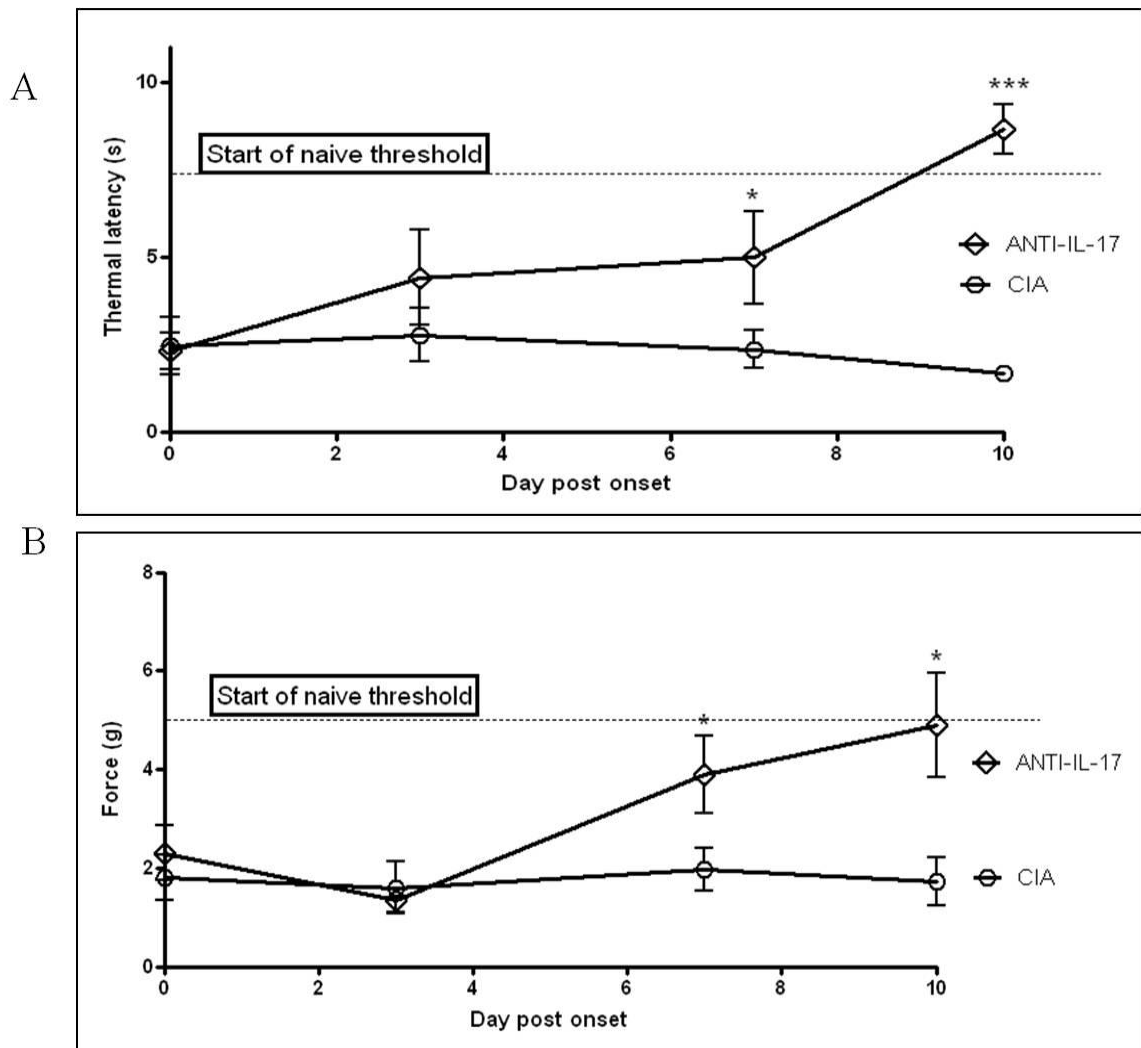 A
Thermal latency (s)
10
5
0
Start of naive threshold
*
***
ANTI-IL-17
CIA
0 2 4 6 8 10
Day post onset
B
Force (g)
8
6
4
2
0
Start of naive threshold
*
*
ANTI-IL-17
CIA
0 2 4 6 8 10
Day post onset